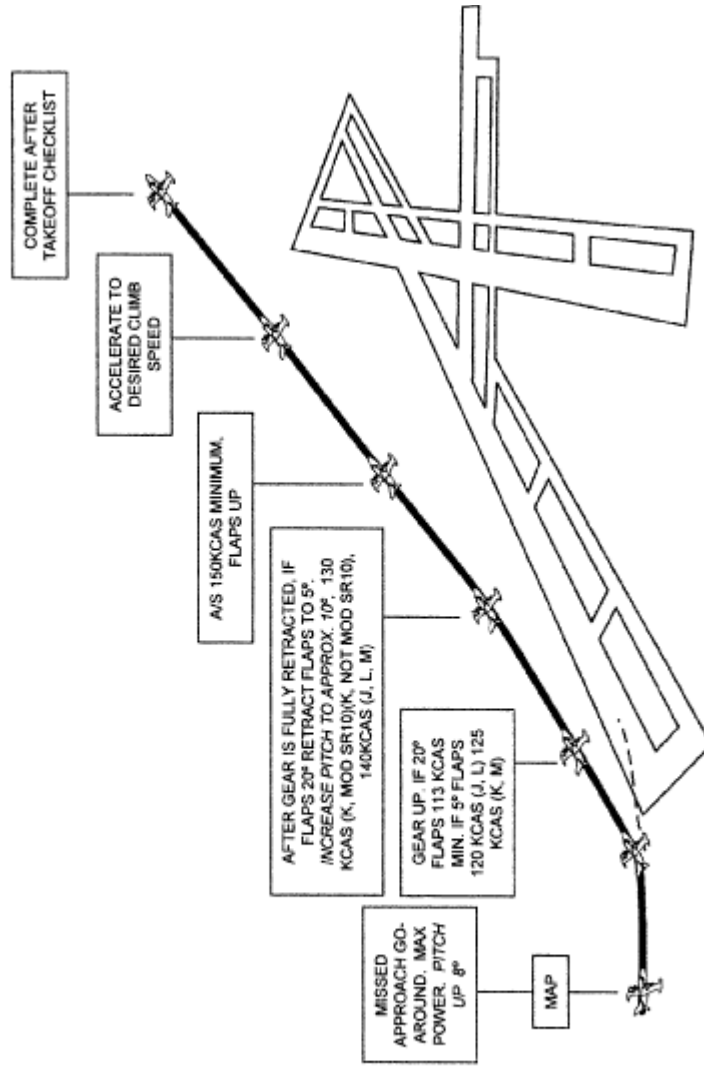 MISSED
APPROACH GO-
AROUND. MAX
POWER. PITCH
UP 8º
MAP
GEAR UP. IF 20º
FLAPS 113 KCAS
MIN. IF 5º FLAPS
120 KCAS (J, L) 125
KCAS (K, M)
AFTER GEAR IS FULLY RETRACTED, IF
FLAPS 20º RETRACT FLAPS TO 5º.
INCREASE PITCH TO APPROX. 10º, 130
KCAS (K, MOD SR10)(K, NOT MOD SR10),
140KCAS (J, L, M)
A/S 150KCAS MINIMUM,
FLAPS UP
ACCELERATE TO
DESIRED CLIMB
SPEED
COMPLETE AFTER
TAKEOFF CHECKLIST